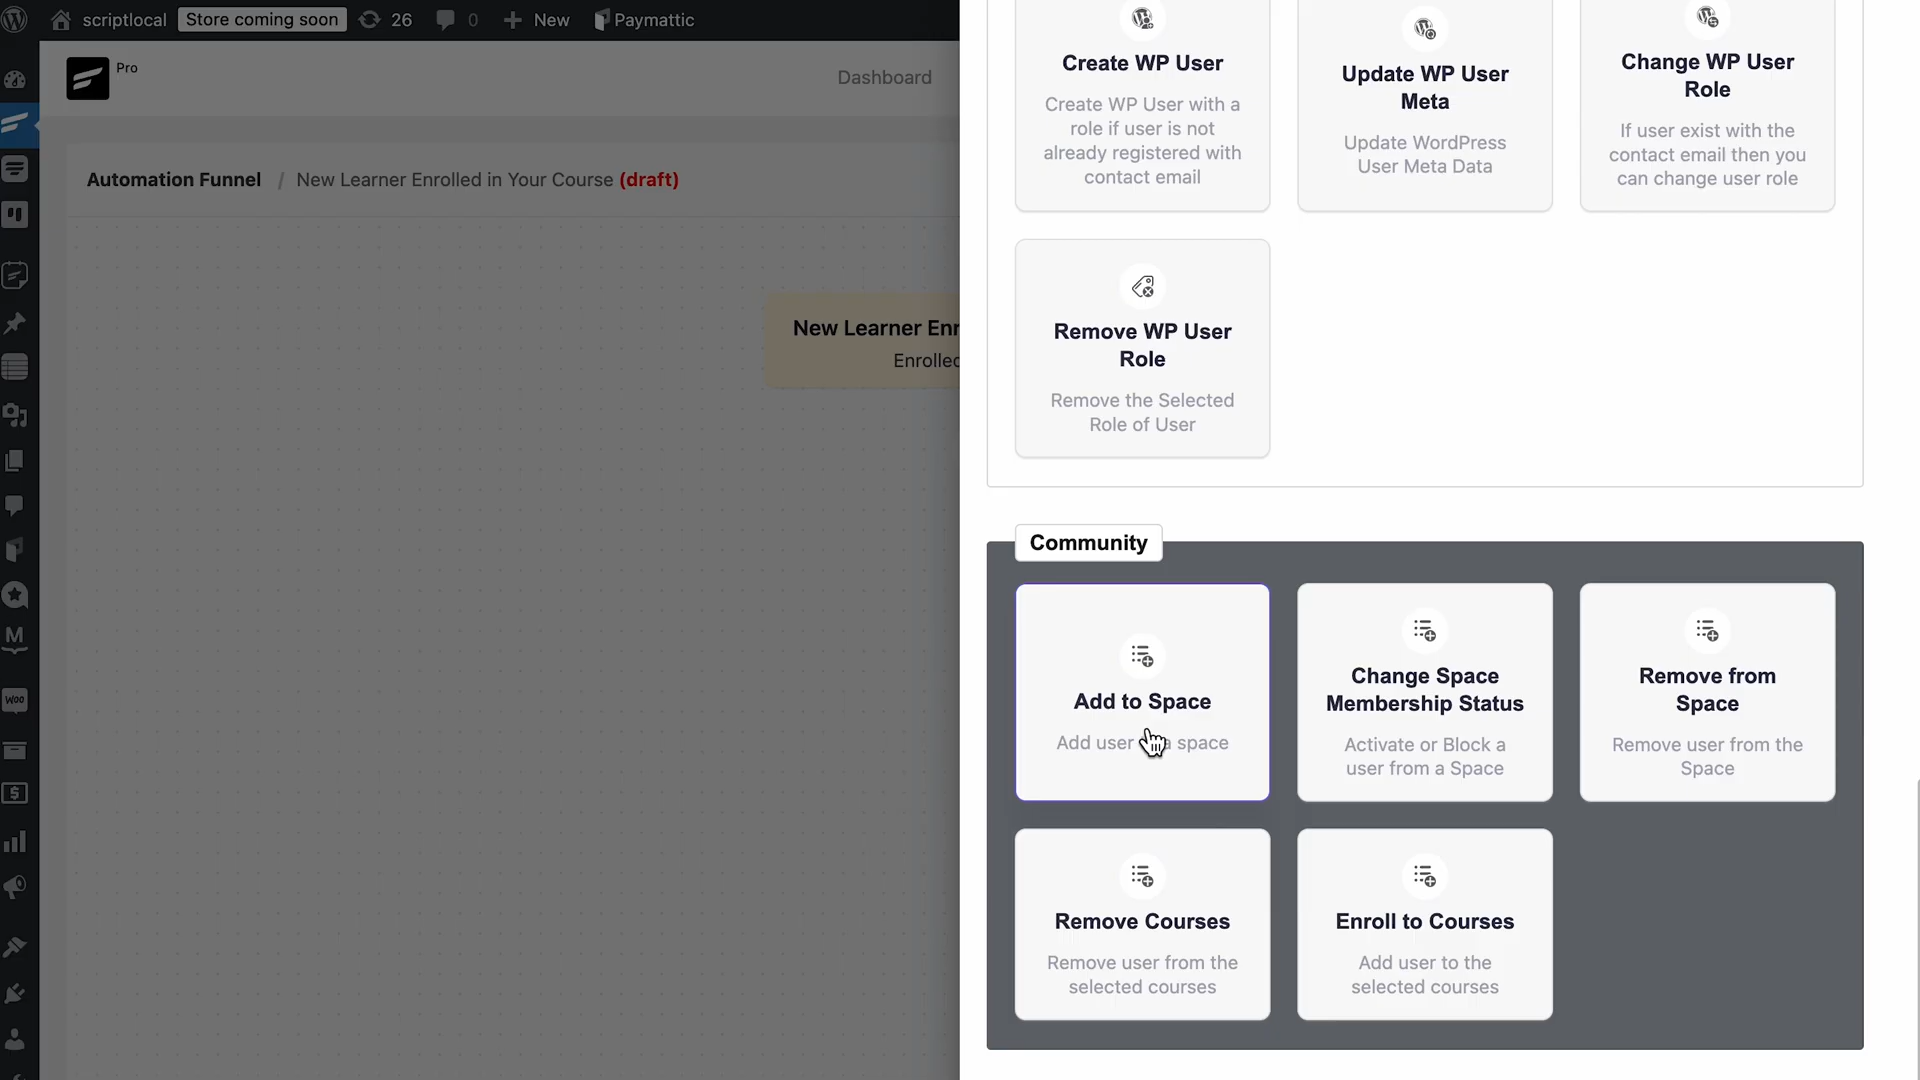 scriptlocal
Store coming soon
26
0
New
Paymattic
Pro
Dashboard
Automation Funnel / New Learner Enrolled in Your Course (draft)
New Learner Enr
Enrolled
Create WP User
Create WP User with a
role if user is not
already registered with
contact email
Update WP User
Meta
Update WordPress
User Meta Data
Change WP User
Role
If user exist with the
contact email then you
can change user role
Remove WP User
Role
Remove the Selected
Role of User
Community
Add to Space
Add user a space
Change Space
Membership Status
Activate or Block a
user from a Space
Remove from
Space
Remove user from the
Space
Remove Courses
Remove user from the
selected courses
Enroll to Courses
Add user to the
selected courses